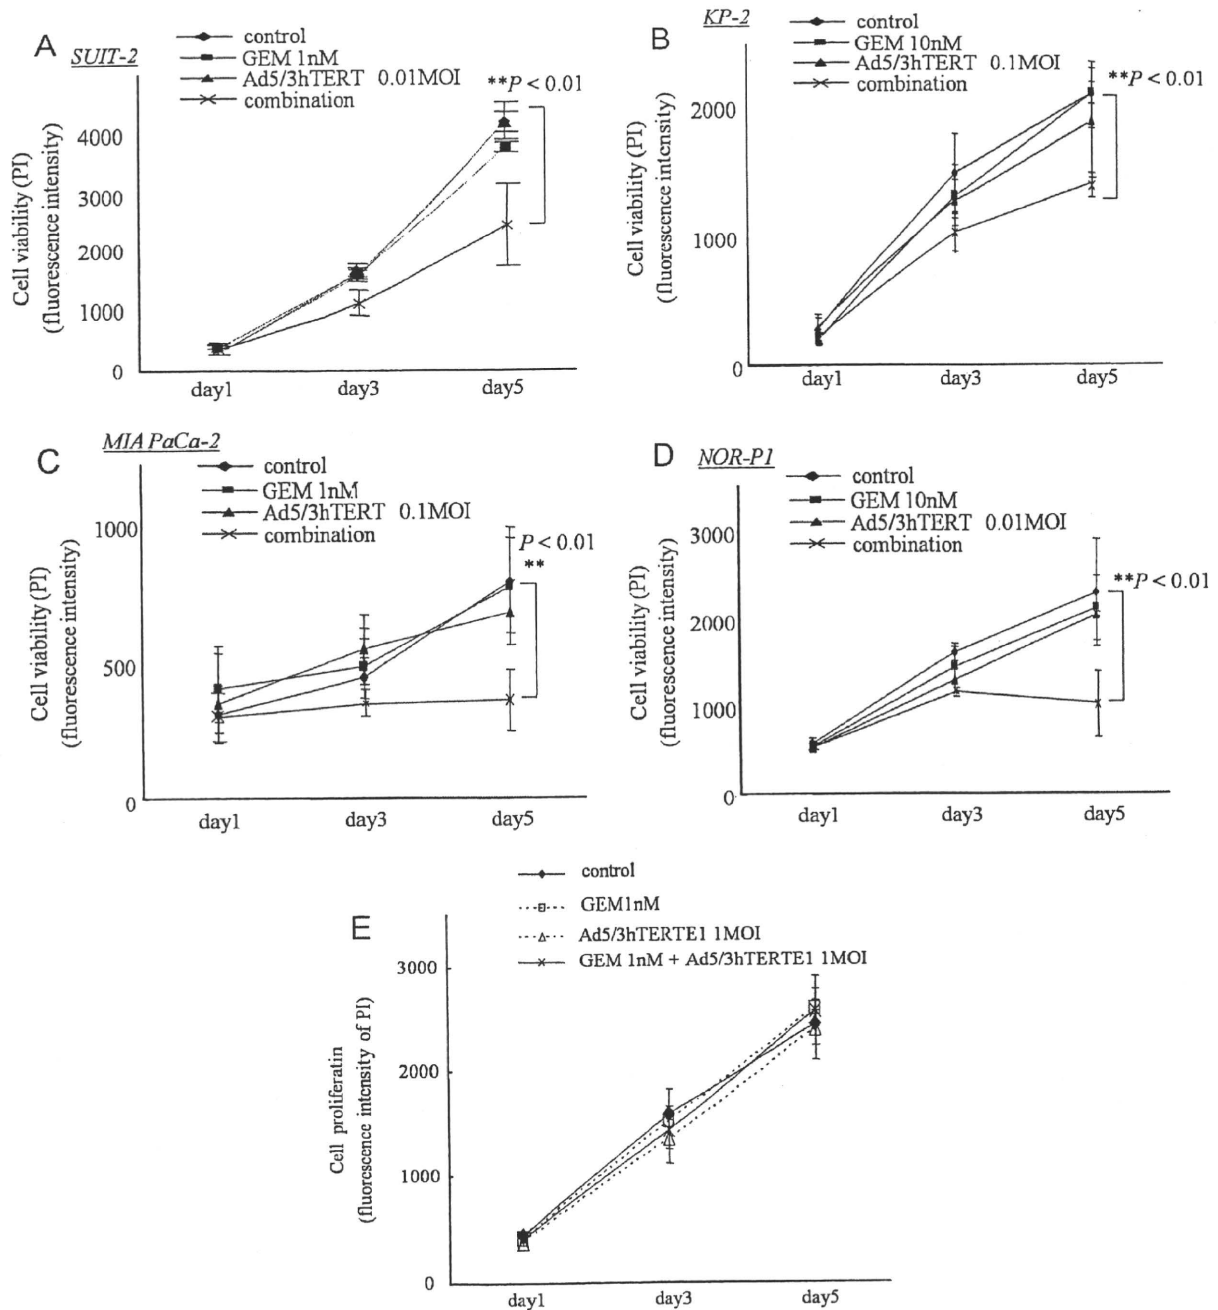 A
SUIT-2
control
GEM 1nM
Ad5/3hTERT 0.01MOI
combination
**P < 0.01
Cell viability (PI)
(fluorescence intensity)
4000
3000
2000
1000
0
day1 day3 day5
B
KP-2
control
GEM 10nM
Ad5/3hTERT 0.1MOI
combination
**P < 0.01
Cell viability (PI)
(fluorescence intensity)
2000
1000
0
day1 day3 day5
C
MIA PaCa-2
control
GEM 1nM
Ad5/3hTERT 0.1MOI
combination
P < 0.01
**
Cell viability (PI)
(fluorescence intensity)
1000
500
0
day1 day3 day5
D
NOR-P1
control
GEM 10nM
Ad5/3hTERT 0.01MOI
combination
**P < 0.01
Cell viability (PI)
(fluorescence intensity)
3000
2000
1000
0
day1 day3 day5
E
control
GEM1nM
Ad5/3hTERTE1 1MOI
GEM 1nM + Ad5/3hTERTE1 1MOI
Cell proliferatin
(fluorescence intensity of PI)
3000
2000
1000
0
day1 day3 day5